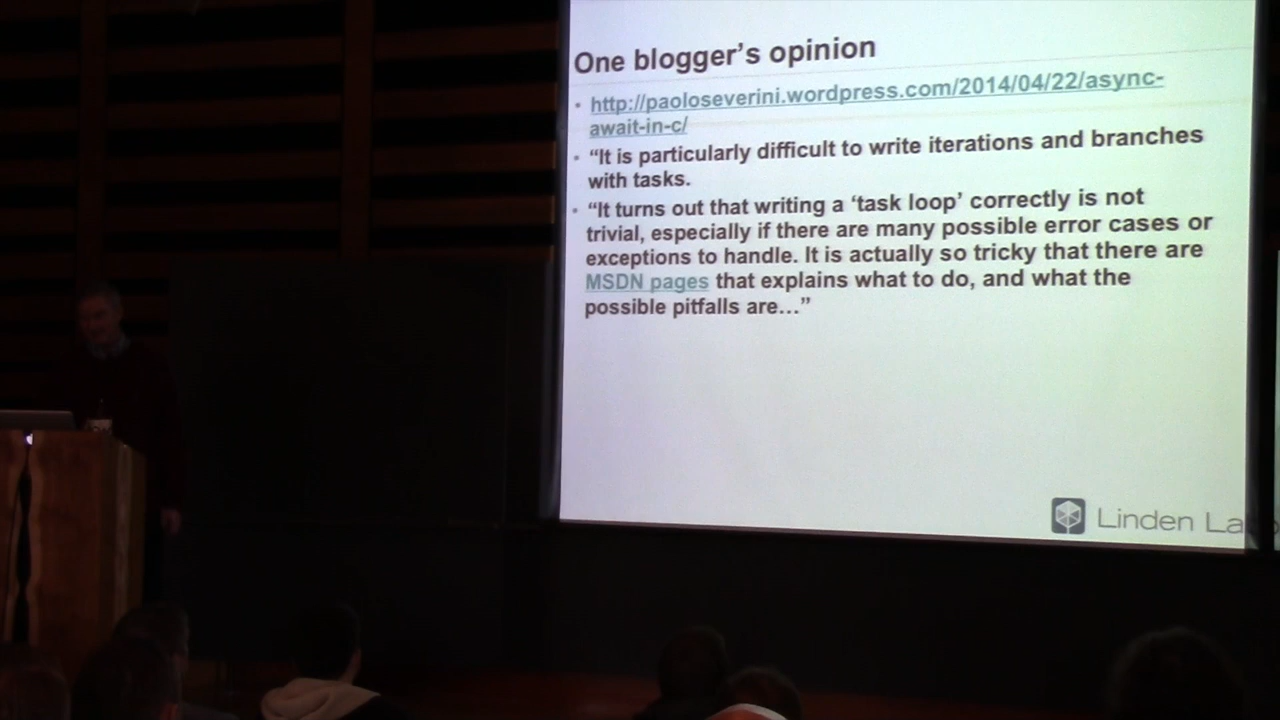 One blogger's opinion
• http://paoloseverini.wordpress.com/2014/04/22/async-
await-in-c/
• “It is particularly difficult to write iterations and branches
with tasks.
• “It turns out that writing a ‘task loop’ correctly is not
trivial, especially if there are many possible error cases or
exceptions to handle. It is actually so tricky that there are
MSDN pages that explains what to do, and what the
possible pitfalls are…”
Linden Lab